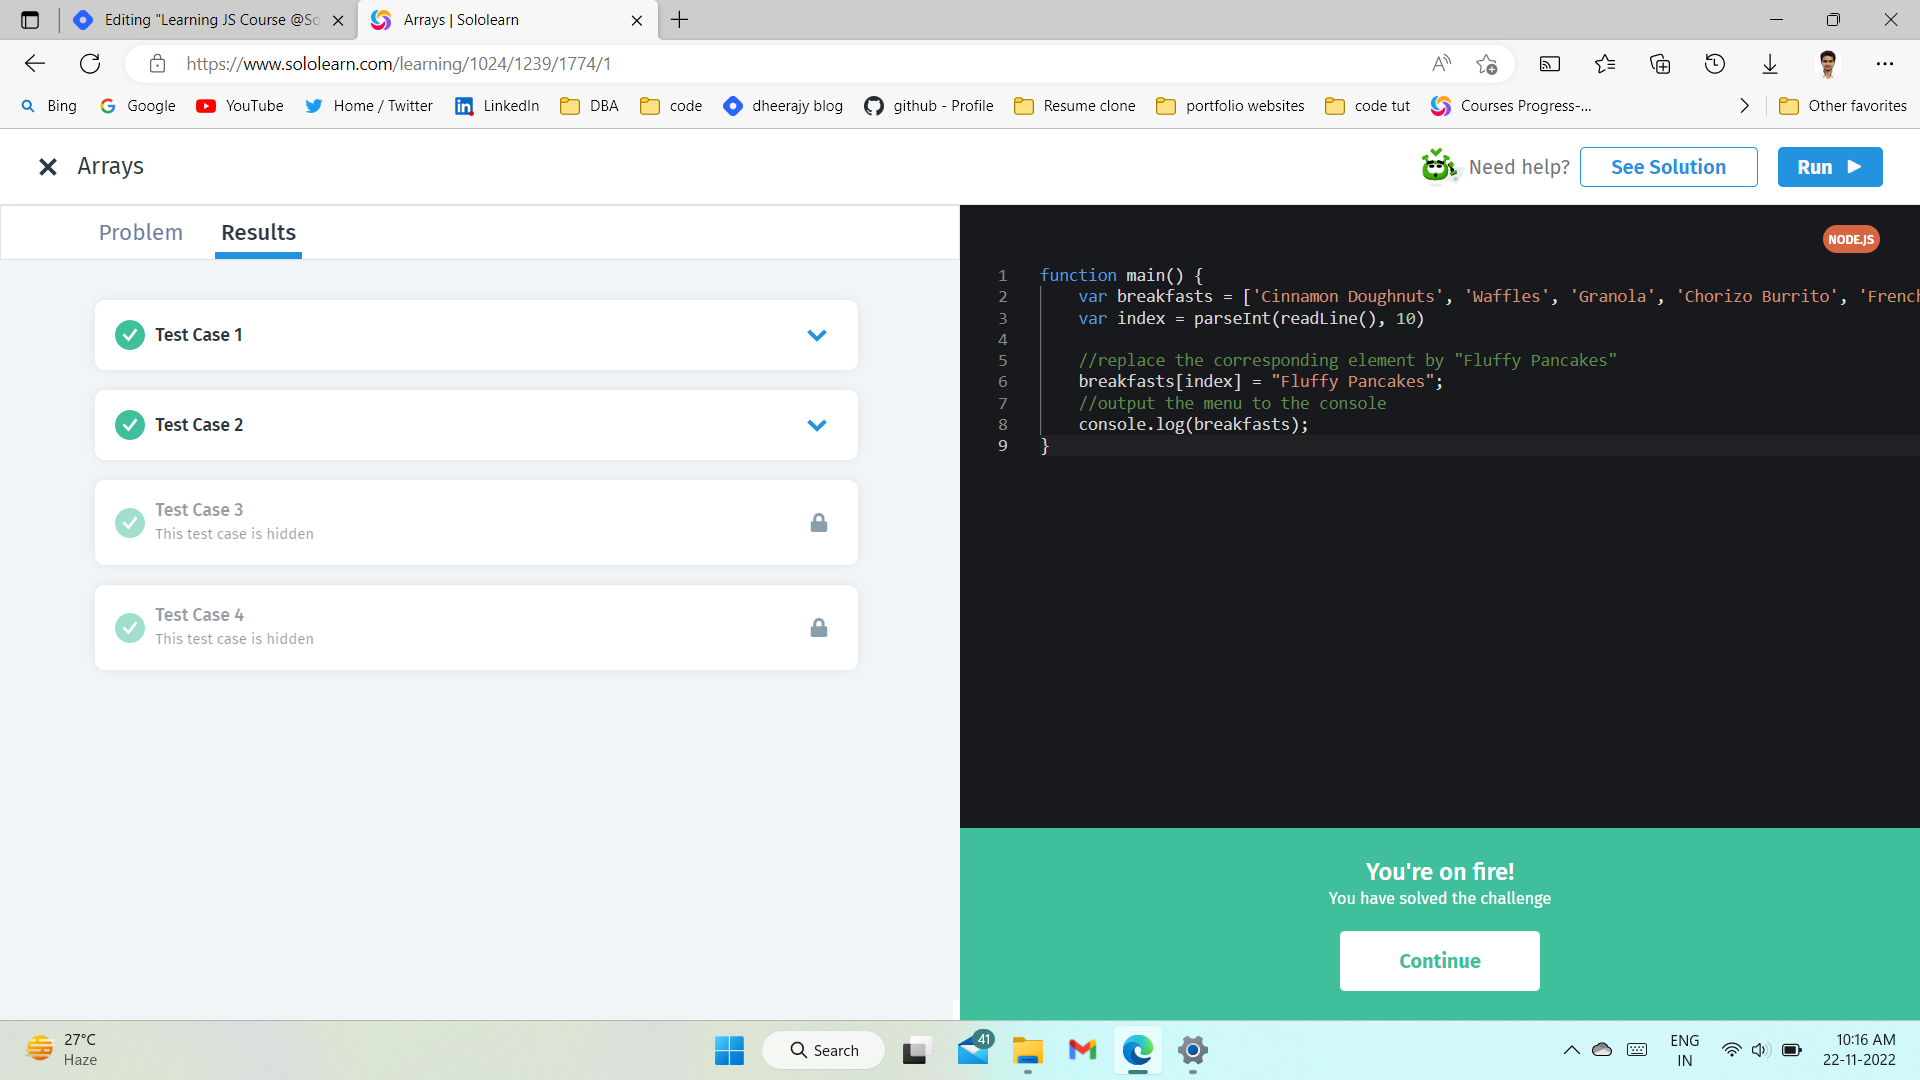 Editing "Learning JS Course @So
Arrays | Sololearn
https://www.sololearn.com/learning/1024/1239/1774/1
Bing
Google
YouTube
Home / Twitter
LinkedIn
DBA
code
dheerajy blog
github - Profile
Resume clone
portfolio websites
code tut
Courses Progress-...
Other favorites
Arrays
Need help?
See Solution
Run
Problem
Results
Test Case 1
Test Case 2
Test Case 3
This test case is hidden
Test Case 4
This test case is hidden
NODE.JS
1 function main() {
2 var breakfasts = ['Cinnamon Doughnuts', 'Waffles', 'Granola', 'Chorizo Burrito', 'French
3 var index = parseInt(readLine(), 10)
4
5 //replace the corresponding element by "Fluffy Pancakes"
6 breakfasts[index] = "Fluffy Pancakes";
7 //output the menu to the console
8 console.log(breakfasts);
9 }
You're on fire!
You have solved the challenge
Continue
27°C
Haze
Search
41
ENG
IN
10:16 AM
22-11-2022